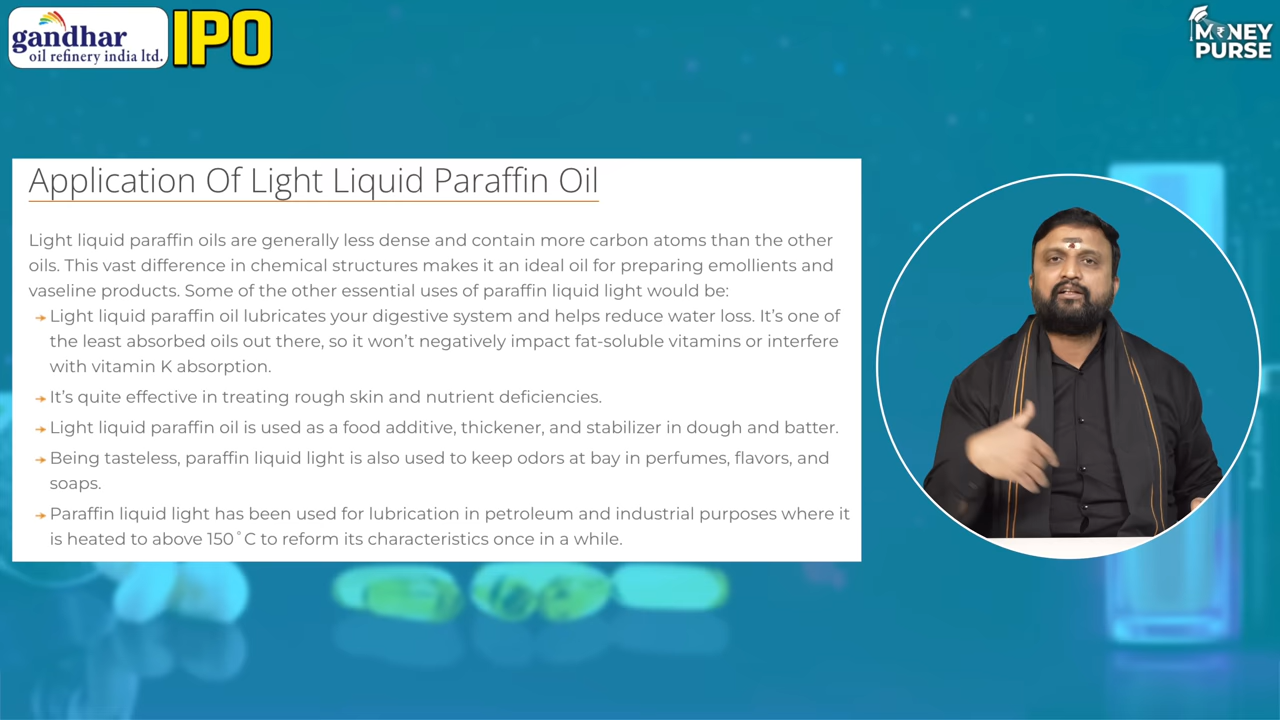 gandhar
oil refinery india ltd.
IPO
MONEY
PURSE
Application Of Light Liquid Paraffin Oil
Light liquid paraffin oils are generally less dense and contain more carbon atoms than the other
oils. This vast difference in chemical structures makes it an ideal oil for preparing emollients and
vaseline products. Some of the other essential uses of paraffin liquid light would be:
Light liquid paraffin oil lubricates your digestive system and helps reduce water loss. It’s one of
the least absorbed oils out there, so it won’t negatively impact fat-soluble vitamins or interfere
with vitamin K absorption.
It’s quite effective in treating rough skin and nutrient deficiencies.
Light liquid paraffin oil is used as a food additive, thickener, and stabilizer in dough and batter.
Being tasteless, paraffin liquid light is also used to keep odors at bay in perfumes, flavors, and
soaps.
Paraffin liquid light has been used for lubrication in petroleum and industrial purposes where it
is heated to above 150˚C to reform its characteristics once in a while.